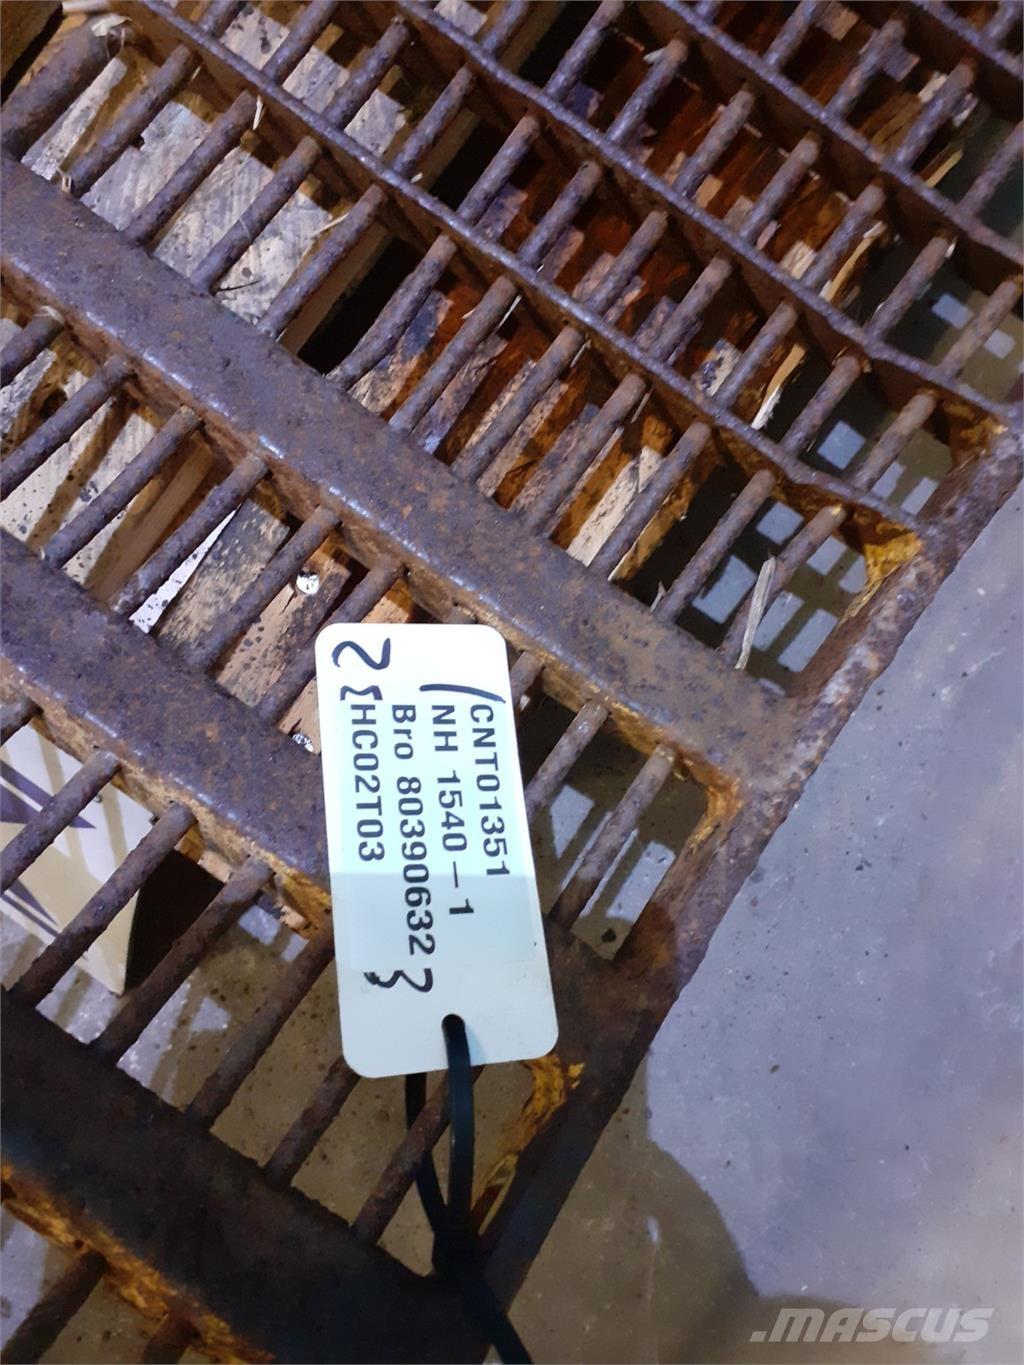 CNT01351
NH 1540 – 1
Bro 80390632
HC02T03
.MASCUS